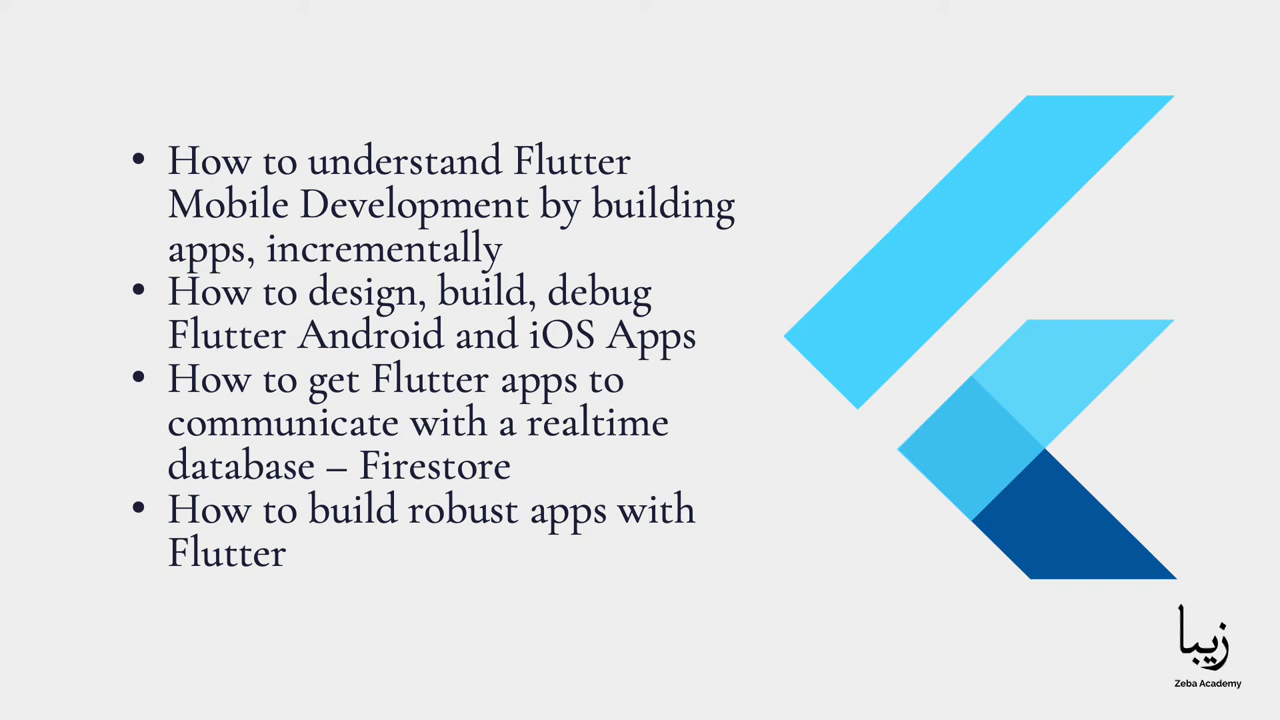 • How to understand Flutter
Mobile Development by building
apps, incrementally
• How to design, build, debug
Flutter Android and iOS Apps
• How to get Flutter apps to
communicate with a realtime
database – Firestore
• How to build robust apps with
Flutter
زيبا
Zeba Academy